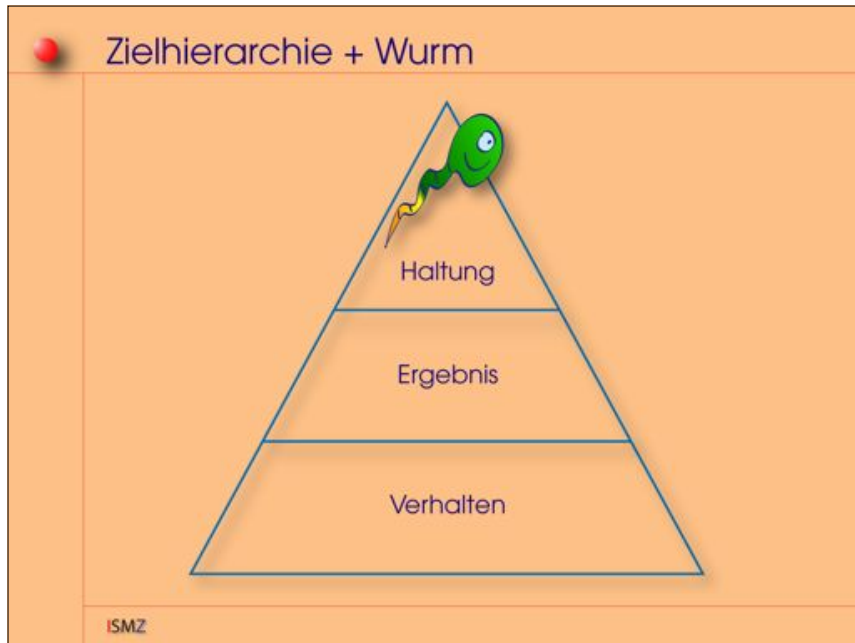 Zielhierarchie + Wurm
Haltung
Ergebnis
Verhalten
ISMZ